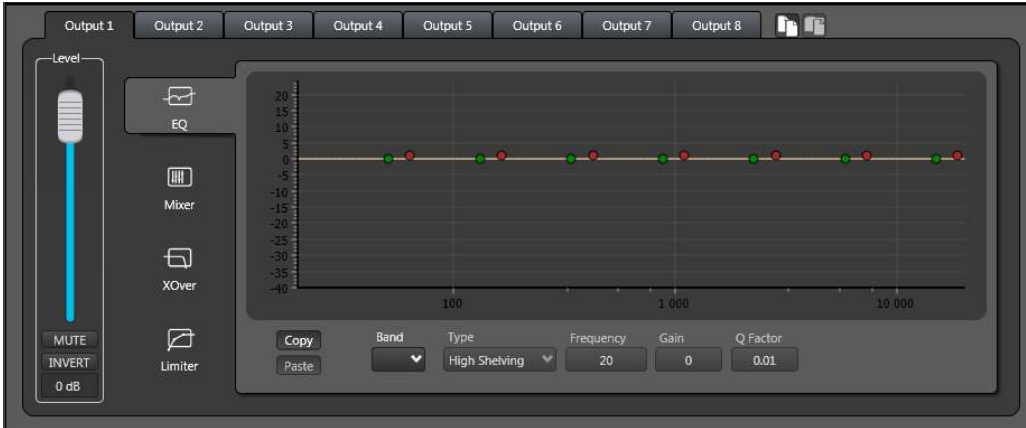 Output 1 Output 2 Output 3 Output 4 Output 5 Output 6 Output 7 Output 8
Level
EQ
Mixer
XOver
Limiter
MUTE
INVERT
0 dB
20
15
10
5
0
-5
-10
-15
-20
-25
-30
-35
-40
100 1 000 10 000
Copy
Paste
Band Type Frequency Gain Q Factor
High Shelving 20 0 0.01